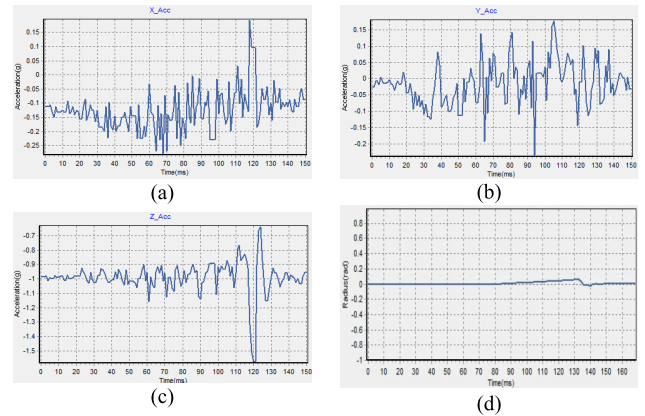 X_Acc
Acceleration(g)
0.15
0.1
0.05
0
-0.05
-0.1
-0.15
-0.2
-0.25
0 10 20 30 40 50 60 70 80 90 100 110 120 130 140 150
Time(ms)
(a)
Y_Acc
Acceleration(g)
0.15
0.1
0.05
0
-0.05
-0.1
-0.15
-0.2
0 10 20 30 40 50 60 70 80 90 100 110 120 130 140 150
Time(ms)
(b)
Z_Acc
Acceleration(g)
-0.7
-0.8
-0.9
-1
-1.1
-1.2
-1.3
-1.4
-1.5
0 10 20 30 40 50 60 70 80 90 100 110 120 130 140 150
Time(ms)
(c)
Radius(rad)
0.8
0.6
0.4
0.2
0
-0.2
-0.4
-0.6
-0.8
-1
0 10 20 30 40 50 60 70 80 90 100 110 120 130 140 150 160
Time(ms)
(d)